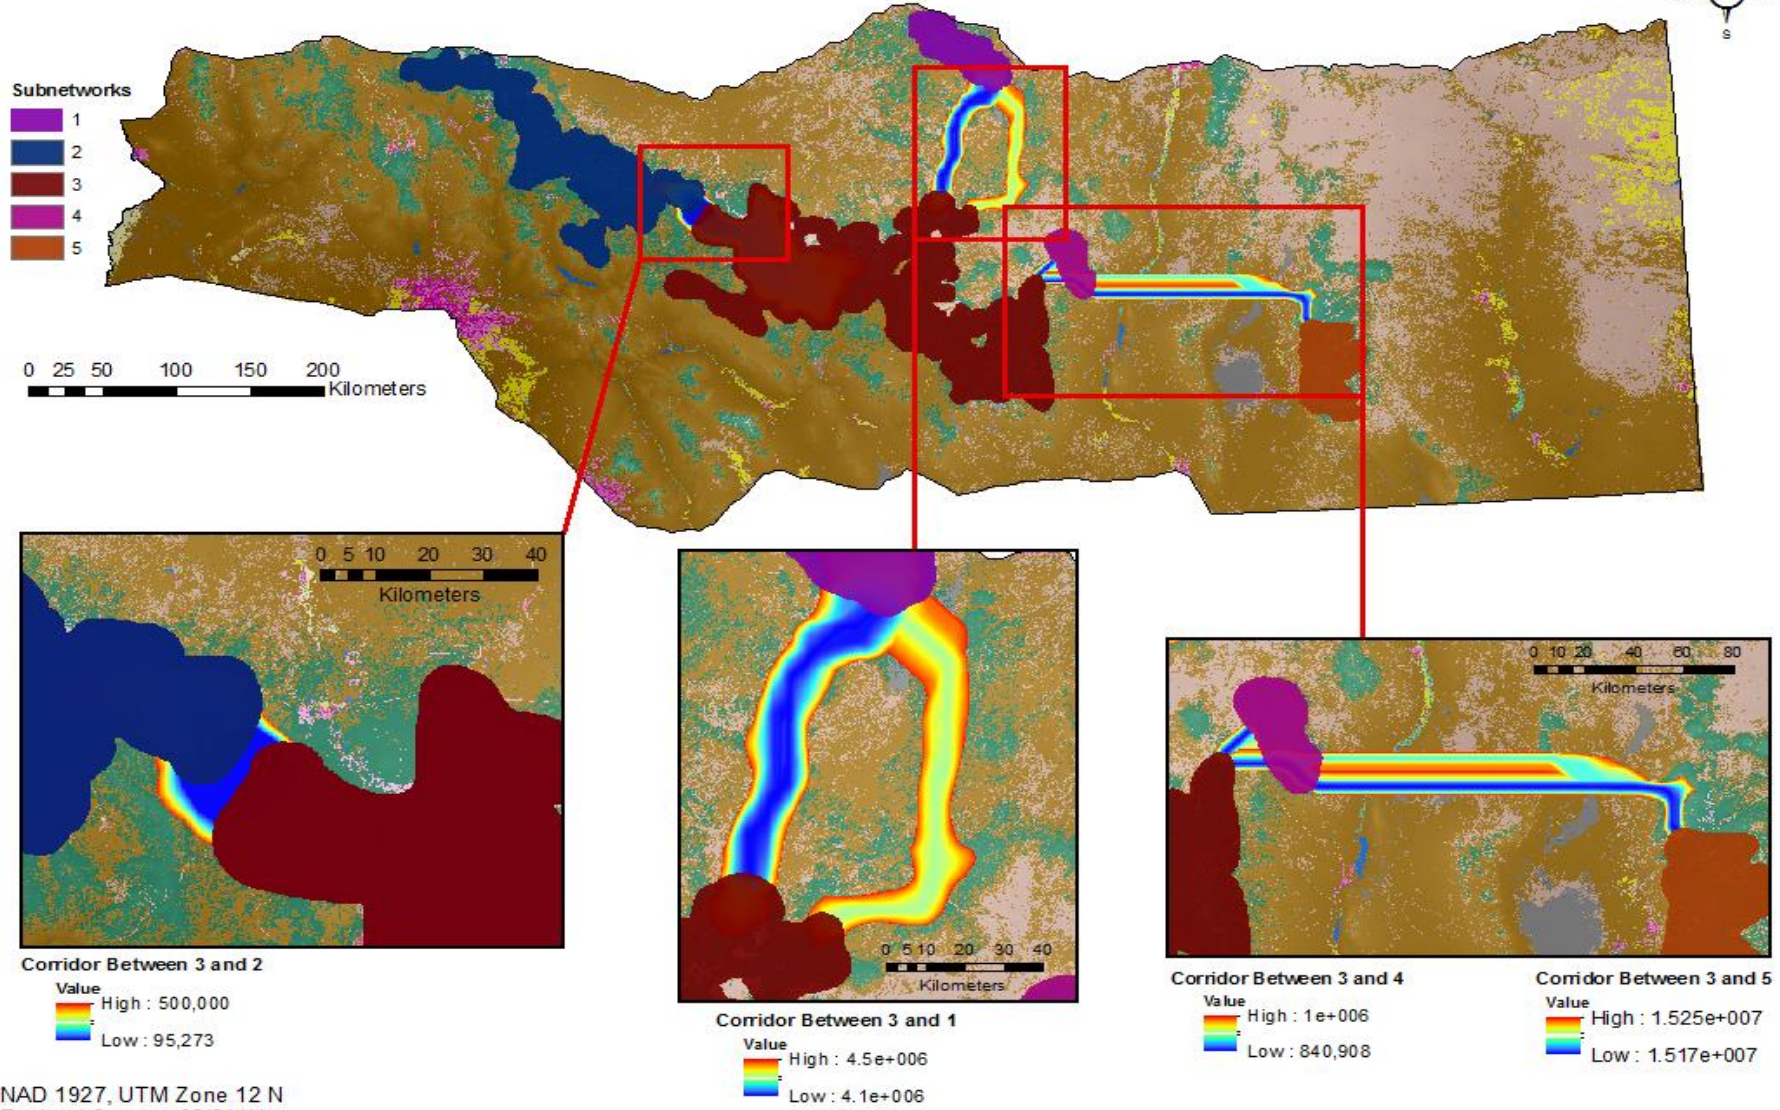 S
Subnetworks
1
2
3
4
5
0 25 50 100 150 200
Kilometers
0 5 10 20 30 40
Kilometers
Corridor Between 3 and 2
Value
High : 500,000
Low : 95,273
0 5 10 20 30 40
Kilometers
Corridor Between 3 and 1
Value
High : 4.5e+006
Low : 4.1e+006
0 10 20 40 60 80
Kilometers
Corridor Between 3 and 4
Value
High : 1e+006
Low : 840,908
Corridor Between 3 and 5
Value
High : 1.525e+007
Low : 1.517e+007
NAD 1927, UTM Zone 12 N